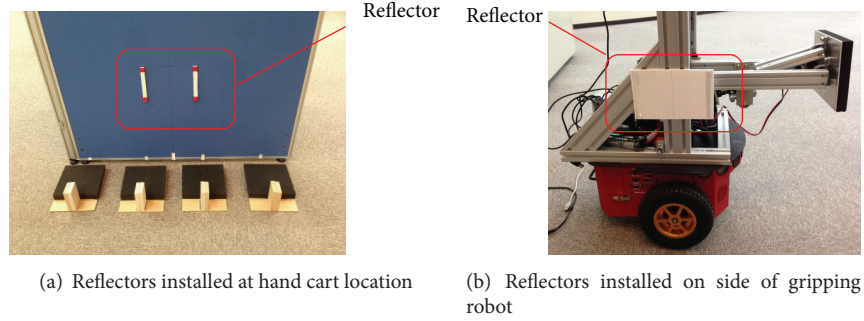 Reflector
Reflector
(a) Reflectors installed at hand cart location
(b) Reflectors installed on side of gripping
robot